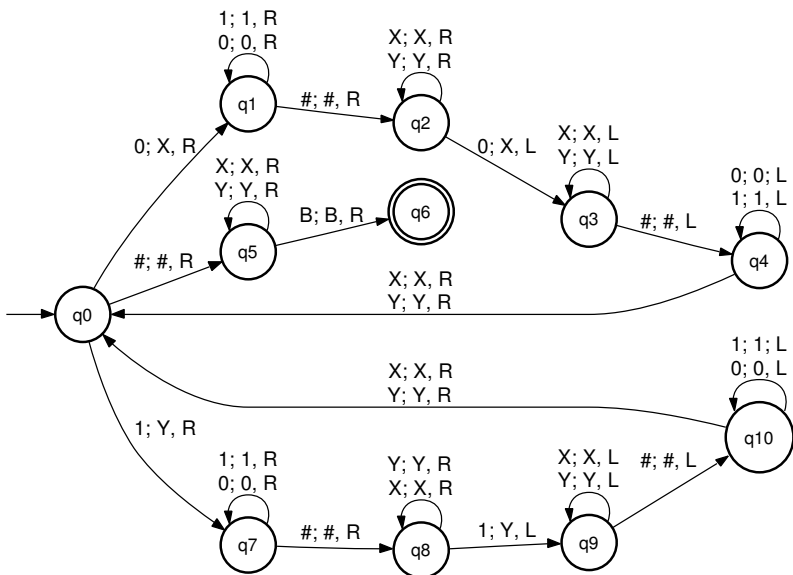 1; 1, R
0; 0, R
q1
#; #, R
X; X, R
Y; Y, R
q2
0; X, R
0; X, L
X; X, R
Y; Y, R
q5
B; B, R
q6
X; X, L
Y; Y, L
q3
#; #, L
0; 0; L
1; 1, L
q4
#; #, R
q0
X; X, R
Y; Y, R
X; X, R
Y; Y, R
1; 1; L
0; 0, L
q10
1; Y, R
1; 1, R
0; 0, R
q7
#; #, R
Y; Y, R
X; X, R
q8
1; Y, L
X; X, L
Y; Y, L
q9
#; #, L